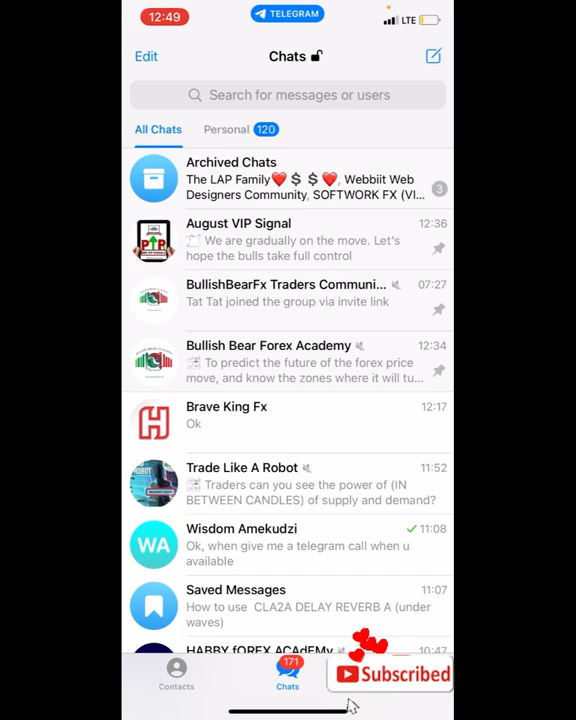 12:49
TELEGRAM
LTE
Edit
Chats
Search for messages or users
All Chats
Personal 120
Archived Chats
The LAP Family❤️💲💲❤️, Webbiit Web
Designers Community, SOFTWORK FX (VI...
3
August VIP Signal
12:36
We are gradually on the move. Let's
hope the bulls take full control
PIP
BullishBearFx Traders Communi...
07:27
Tat Tat joined the group via invite link
Bullish Bear Forex Academy
12:34
To predict the future of the forex price
move, and know the zones where it will tu...
Brave King Fx
12:17
Ok
Trade Like A Robot
11:52
Traders can you see the power of (IN
BETWEEN CANDLES) of supply and demand?
WA
Wisdom Amekudzi
11:08
Ok, when give me a telegram call when u
available
Saved Messages
11:07
How to use CLA2A DELAY REVERB A (under
waves)
HABBY fOREX ACAdEMy
10:47
171
Contacts
Chats
Subscribed